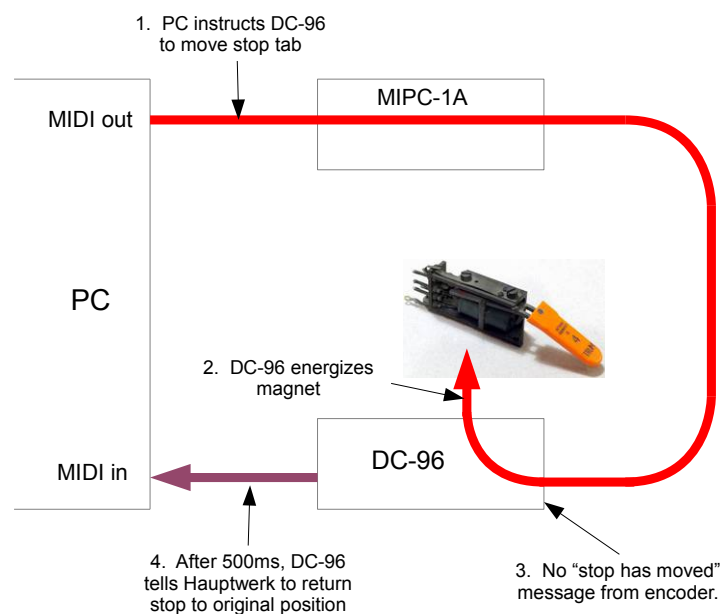 1.  PC instructs DC-96
to move stop tab
MIPC-1A
MIDI out
PC
2.  DC-96 energizes
magnet
DC-96
MIDI in
4.  After 500ms, DC-96
tells Hauptwerk to return
stop to original position
3.  No “stop has moved”
message from encoder.